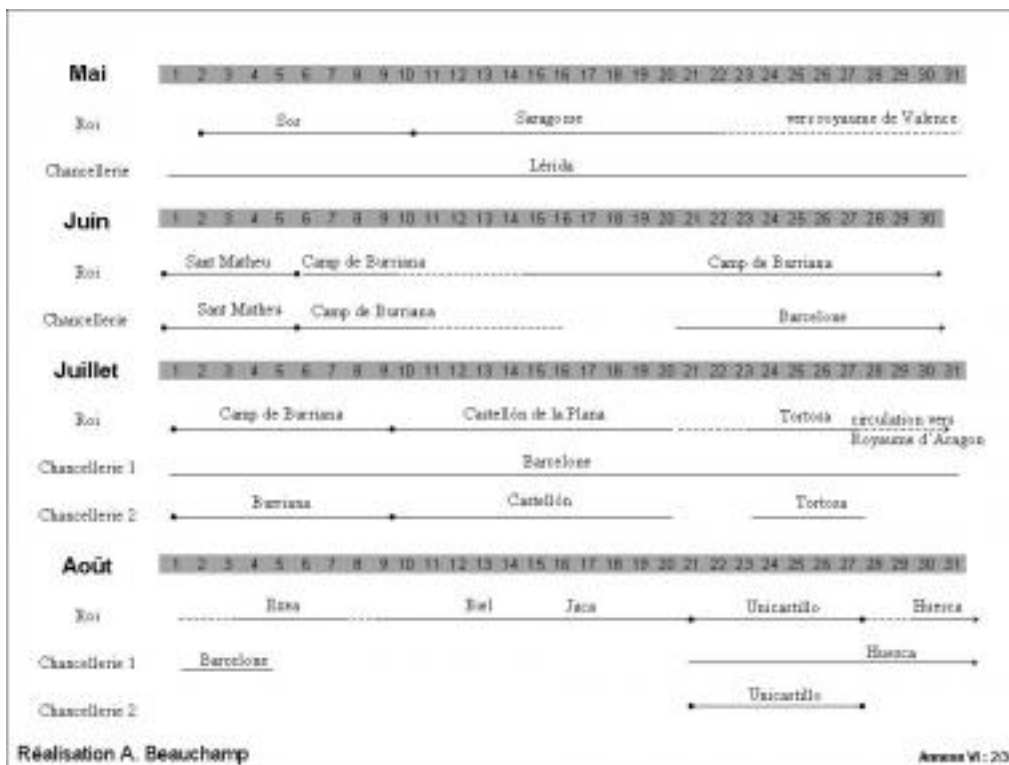 Mai 1 2 3 4 5 6 7 8 9 10 11 12 13 14 15 16 17 18 19 20 21 22 23 24 25 26 27 28 29 30 31
Roi Sos Saragosse vers royaume de Valence
Chancellerie Lérida
Juin 1 2 3 4 5 6 7 8 9 10 11 12 13 14 15 16 17 18 19 20 21 22 23 24 25 26 27 28 29 30
Roi Sant Matheu Camp de Burriana Camp de Burriana
Chancellerie Sant Matheu Camp de Burriana Barcelone
Juillet 1 2 3 4 5 6 7 8 9 10 11 12 13 14 15 16 17 18 19 20 21 22 23 24 25 26 27 28 29 30 31
Roi Camp de Burriana Castellón de la Plana Tortosa circulation vers
Royaume d'Aragon
Chancellerie 1 Barcelone
Chancellerie 2 Burriana Castellón Tortosa
Août 1 2 3 4 5 6 7 8 9 10 11 12 13 14 15 16 17 18 19 20 21 22 23 24 25 26 27 28 29 30 31
Roi Biel Jaca Unicastillo Huesca
Chancellerie 1 Barcelone Huesca
Chancellerie 2 Unicastillo
Réalisation A. Beauchamp Annexe VI : 20